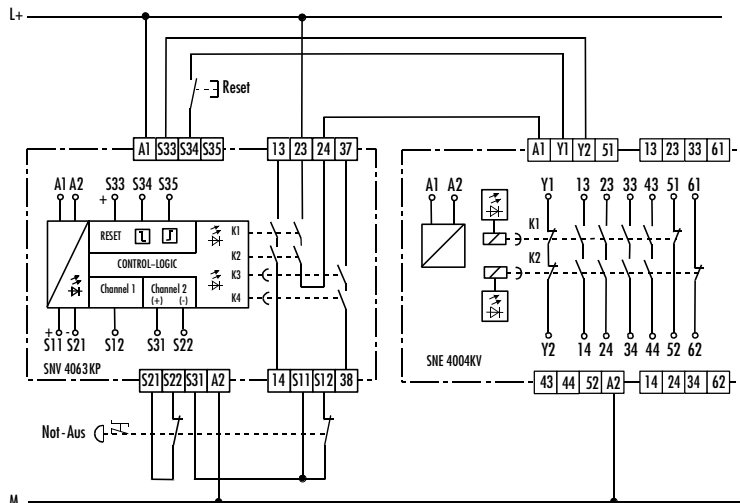 L+
Reset
A1 S33 S34 S35 13 23 24 37 A1 Y1 Y2 51 13 23 33 61
A1 A2 S33 S34 S35
+
RESET
CONTROL-LOGIC
Channel 1 Channel 2
(+) (-)
K1
K2
K3
K4
+ -
S11 S21 S12 S31 S22
SNV 4063KP
A1 A2 Y1 13 23 33 43 51 61
K1
K2
Y2 14 24 34 44 52 62
SNE 4004KV
S21 S22 S31 A2 14 S11 S12 38 43 44 52 A2 14 24 34 62
Not-Aus
M